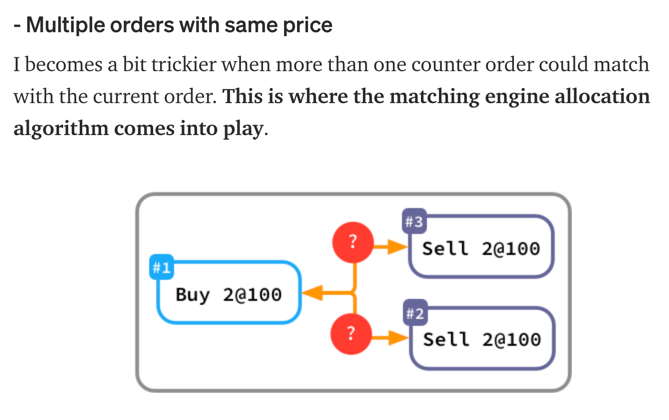 - Multiple orders with same price
I becomes a bit trickier when more than one counter order could match
with the current order. This is where the matching engine allocation
algorithm comes into play.
#3
?
Sell 2@100
#1
Buy 2@100
#2
?
Sell 2@100